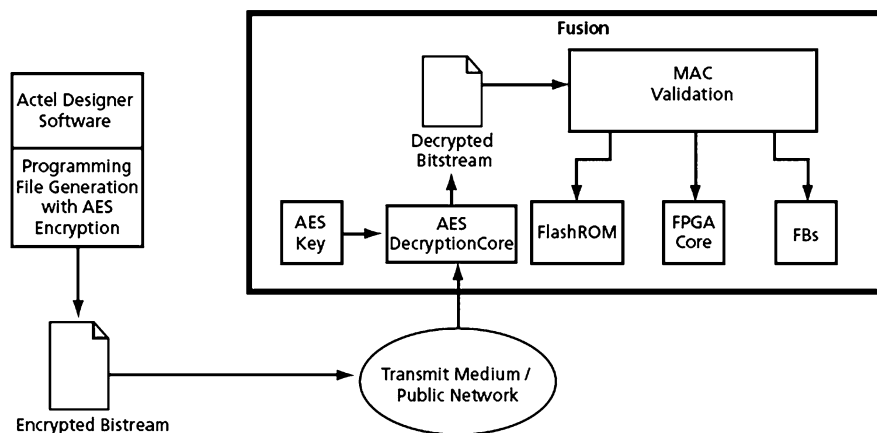 Fusion
Actel Designer
Software
Programming
File Generation
with AES
Encryption
Decrypted
Bitstream
MAC
Validation
AES
Key
AES
DecryptionCore
FlashROM
FPGA
Core
FBs
Transmit Medium /
Public Network
Encrypted Bistream